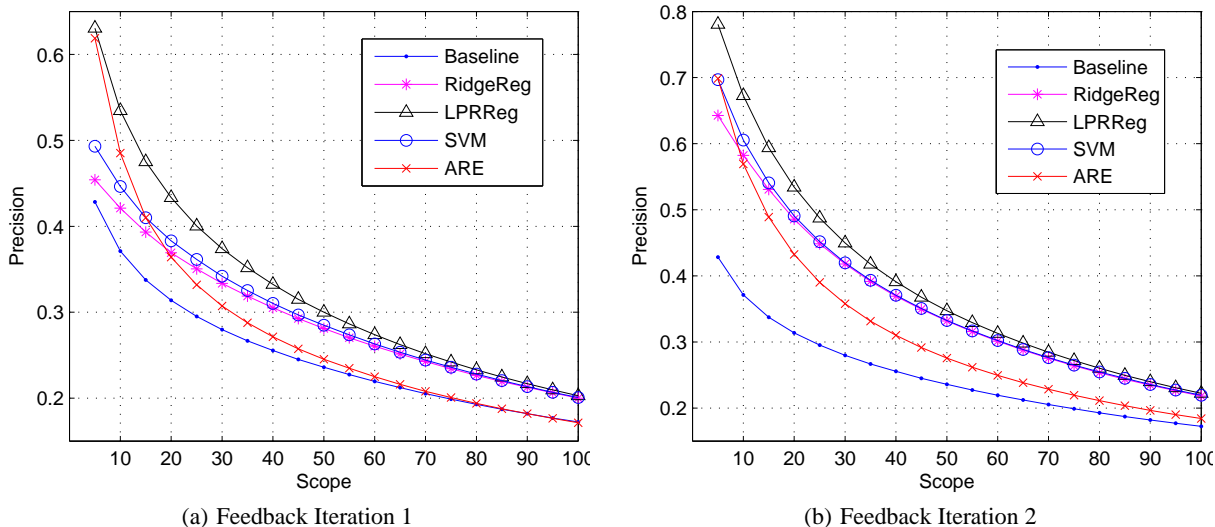 0.6
0.5
0.4
0.3
0.2
Precision
Baseline
RidgeReg
LPRReg
SVM
ARE
10 20 30 40 50 60 70 80 90 100
Scope
(a) Feedback Iteration 1
0.8
0.7
0.6
0.5
0.4
0.3
0.2
Precision
Baseline
RidgeReg
LPRReg
SVM
ARE
10 20 30 40 50 60 70 80 90 100
Scope
(b) Feedback Iteration 2